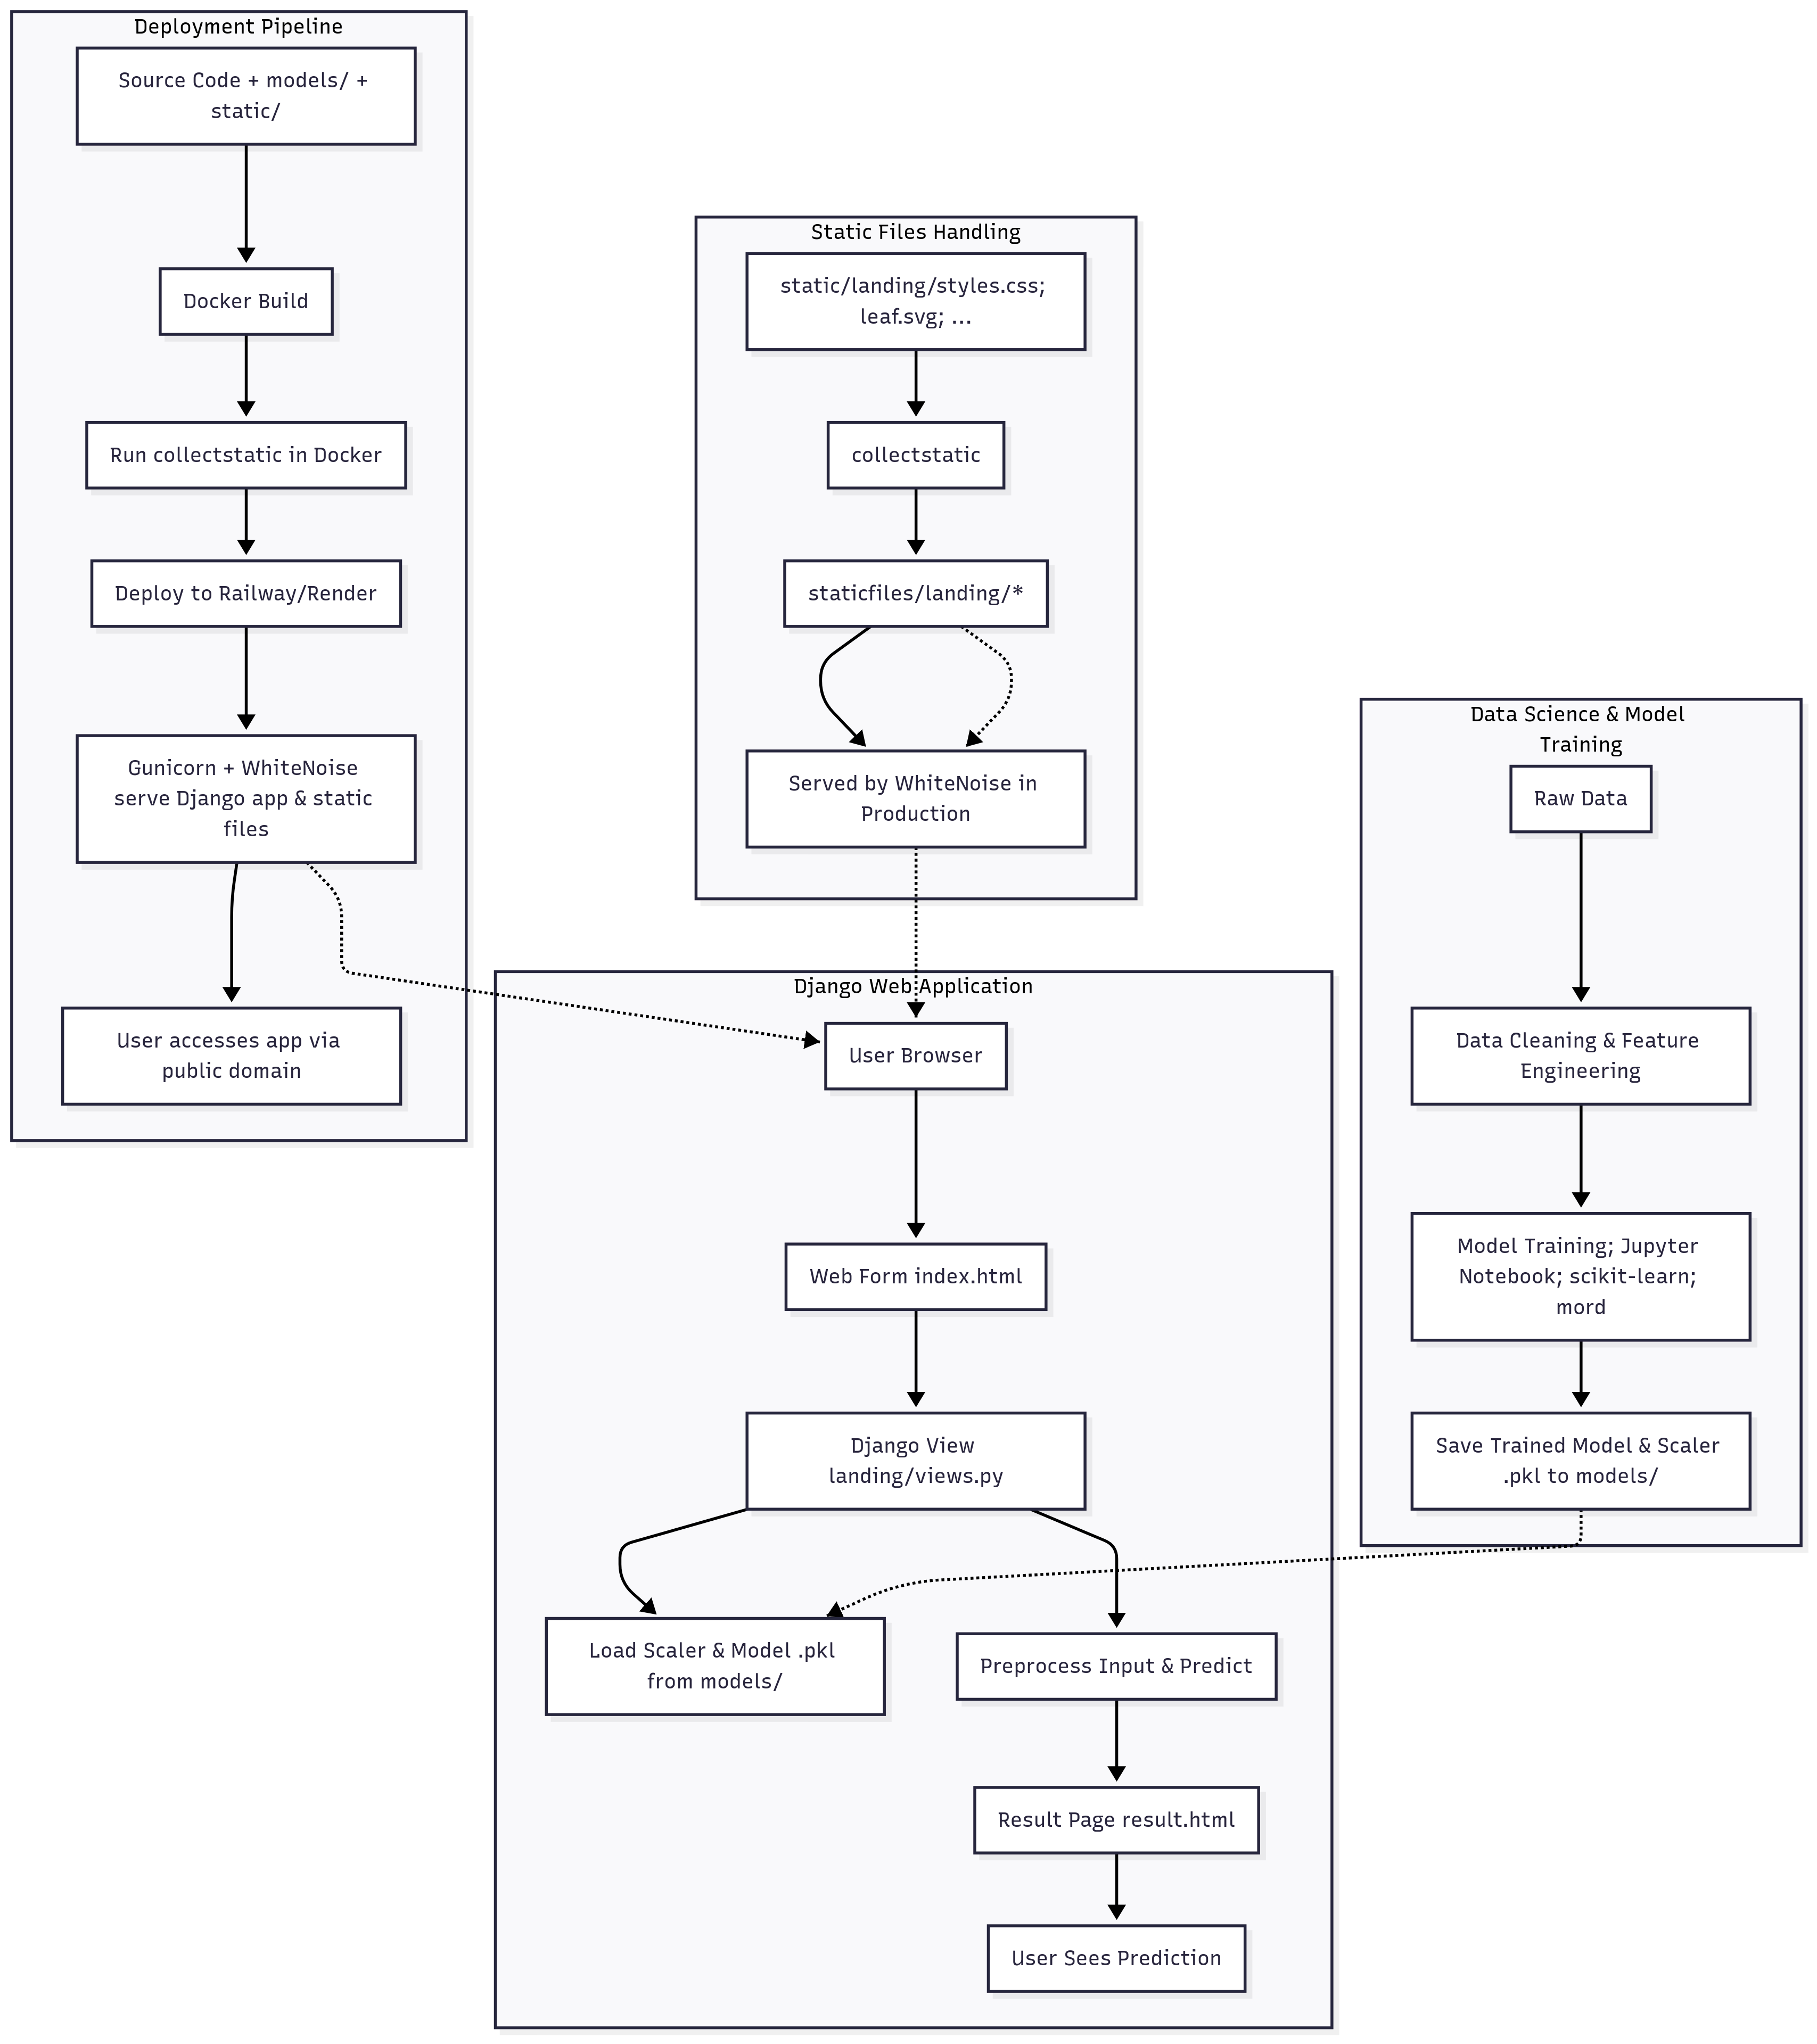 Deployment Pipeline
Source Code + models/ +
static/
Docker Build
Run collectstatic in Docker
Deploy to Railway/Render
Gunicorn + WhiteNoise
serve Django app & static
files
User accesses app via
public domain
Static Files Handling
static/landing/styles.css;
leaf.svg; ...
collectstatic
staticfiles/landing/*
Served by WhiteNoise in
Production
Data Science & Model
Training
Raw Data
Data Cleaning & Feature
Engineering
Model Training; Jupyter
Notebook; scikit-learn;
mord
Save Trained Model & Scaler
.pkl to models/
Django Web Application
User Browser
Web Form index.html
Django View
landing/views.py
Load Scaler & Model .pkl
from models/
Preprocess Input & Predict
Result Page result.html
User Sees Prediction